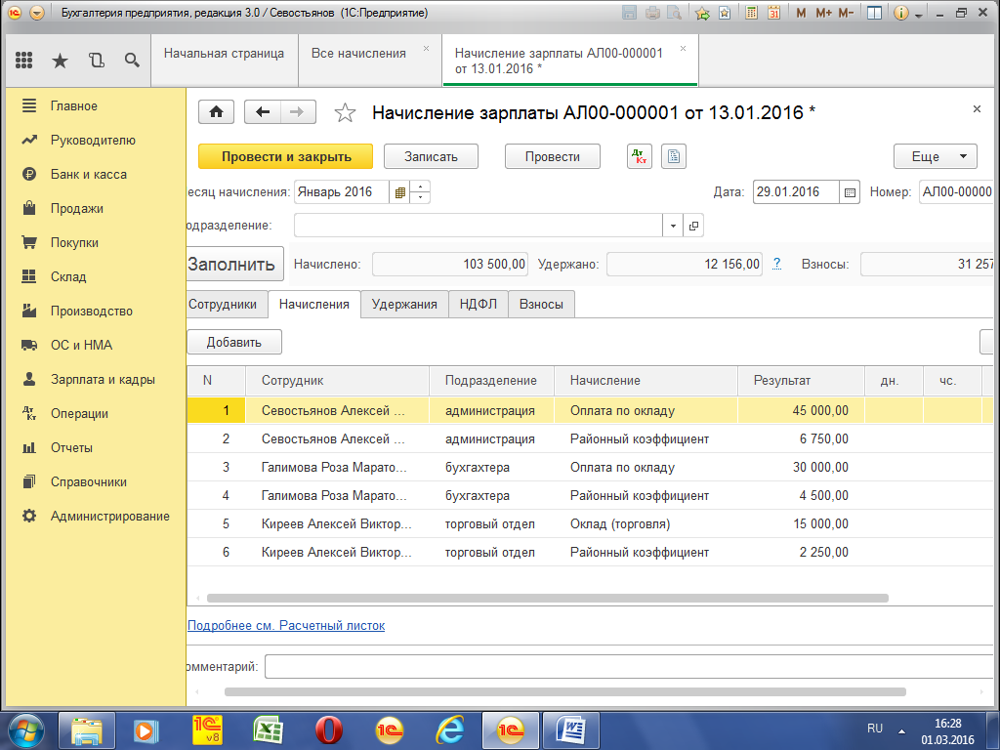 Бухгалтерия предприятия, редакция 3.0 / Севостьянов (1С:Предприятие)
M M+ M-
Начальная страница
Все начисления
Начисление зарплаты АЛ00-000001
от 13.01.2016 *
Главное
Руководителю
Банк и касса
Продажи
Покупки
Склад
Производство
ОС и НМА
Зарплата и кадры
Операции
Отчеты
Справочники
Администрирование
Начисление зарплаты АЛ00-000001 от 13.01.2016 *
Провести и закрыть Записать Провести Дт Кт Еще
есяц начисления: Январь 2016 Дата: 29.01.2016 Номер: АЛ00-00000
одразделение:
Заполнить Начислено: 103 500,00 Удержано: 12 156,00 ? Взносы: 31 257
Сотрудники Начисления Удержания НДФЛ Взносы
Добавить
N Сотрудник Подразделение Начисление Результат дн. чс.
1 Севостьянов Алексей ... администрация Оплата по окладу 45 000,00
2 Севостьянов Алексей ... администрация Районный коэффициент 6 750,00
3 Галимова Роза Марато... бухгалтера Оплата по окладу 30 000,00
4 Галимова Роза Марато... бухгалтера Районный коэффициент 4 500,00
5 Киреев Алексей Виктор... торговый отдел Оклад (торговля) 15 000,00
6 Киреев Алексей Виктор... торговый отдел Районный коэффициент 2 250,00
Подробнее см. Расчетный листок
омментарий:
RU 16:28
01.03.2016